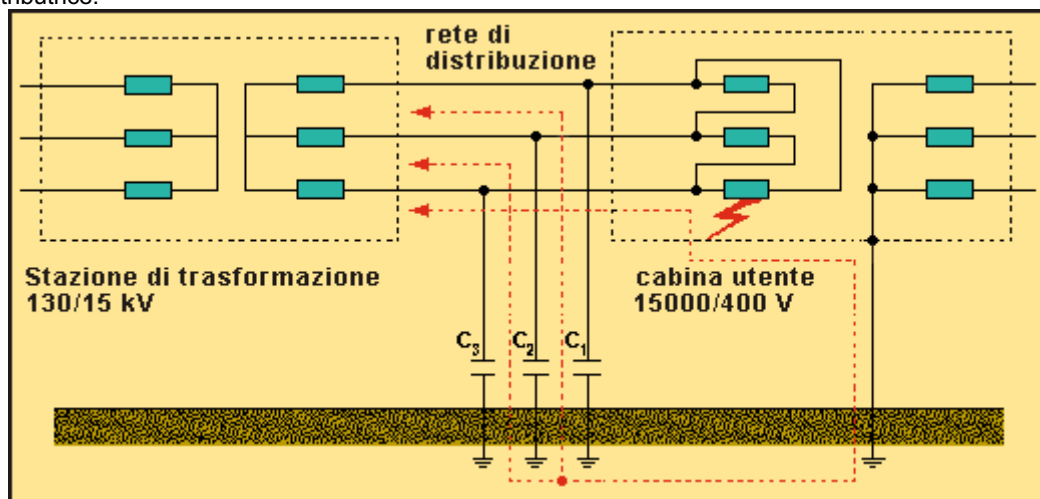 rete di
distribuzione
Stazione di trasformazione
130/15 kV
cabina utente
15000/400 V
C3 C2 C1